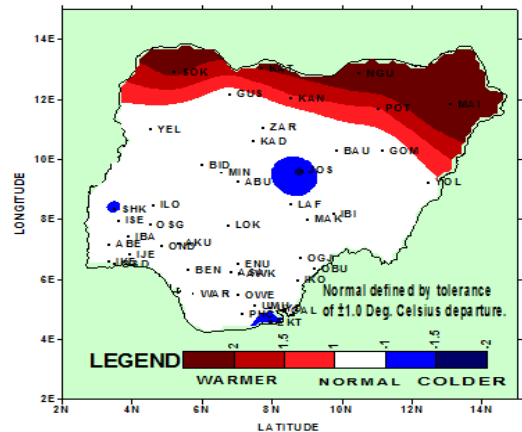 14E
12E
10E
8E
6E
4E
2E
LONGITUDE
SOK
KAT
NGU
GUS
KAN
POT
MAI
YEL
ZAR
KAD
BAU
GOM
BID
MIN
ABU
JOS
YOL
SHK
ILO
LAF
IBI
MAK
ISE
OSG
LOK
IBA
ABE
OND
AKU
IJE
IKE
BEN
ENU
AWK
OGJ
OBU
IKO
WAR
OWE
UMU
CAL
PHC
EKT
Normal defined by tolerance
of ±1.0 Deg. Celsius departure.
2 1.5 1 -1 -1.5 -2
LEGEND
WARMER NORMAL COLDER
2N 4N 6N 8N 10N 12N 14N
LATITUDE